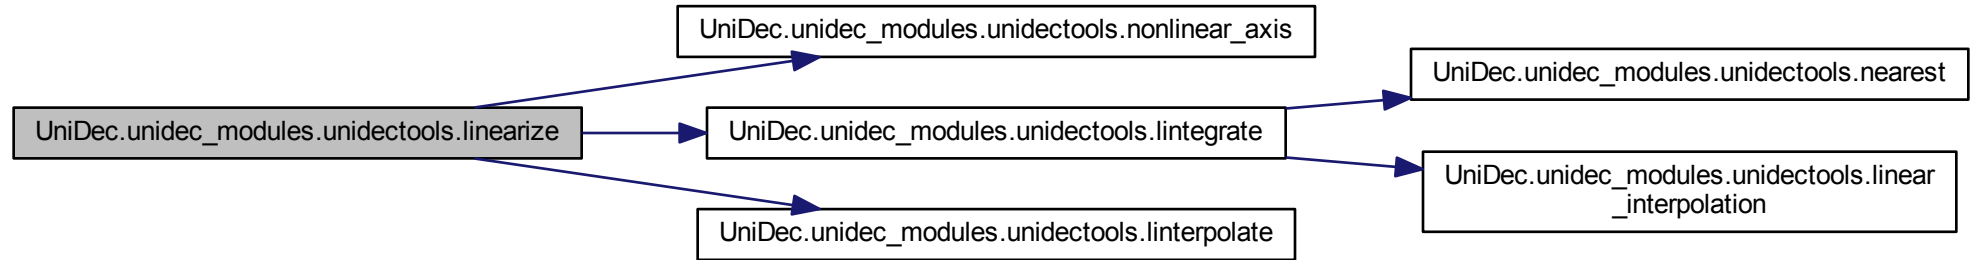 UniDec.unidec_modules.unidectools.linearize
UniDec.unidec_modules.unidectools.nonlinear_axis
UniDec.unidec_modules.unidectools.lintegrate
UniDec.unidec_modules.unidectools.linterpolate
UniDec.unidec_modules.unidectools.nearest
UniDec.unidec_modules.unidectools.linear
_interpolation